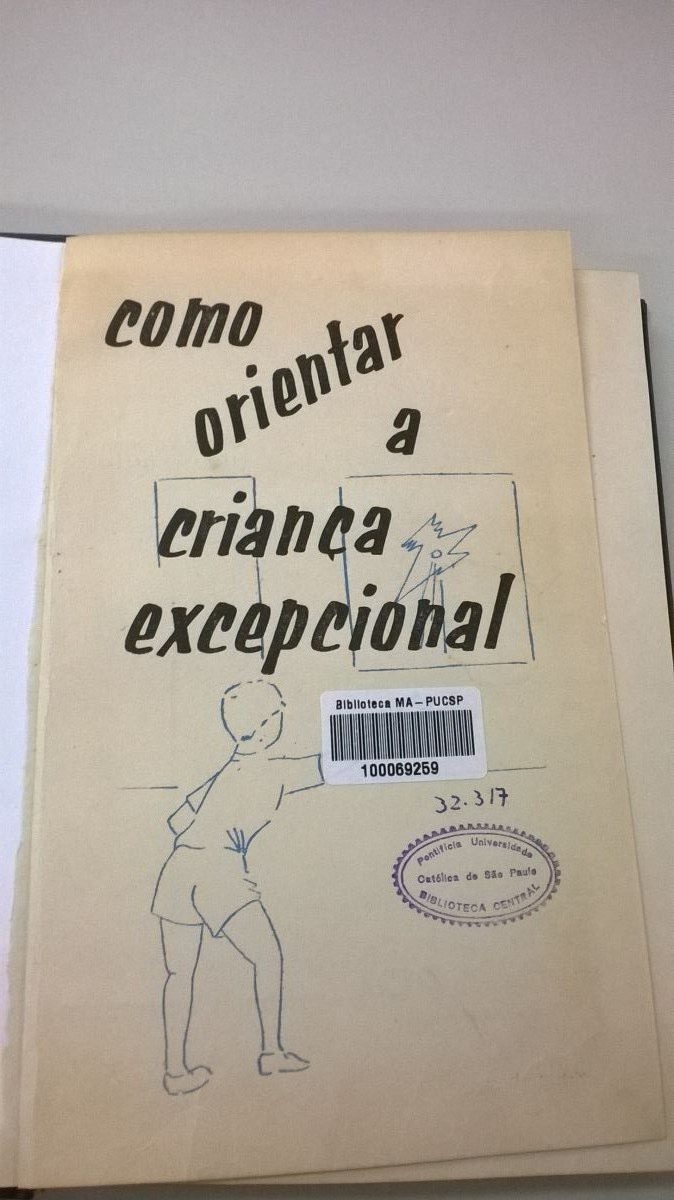 como
orientar
a
criança
excepcional
Biblioteca MA – PUCSP
100069259
32.317
Pontifícia Universidade
Católica de São Paulo
BIBLIOTECA CENTRAL